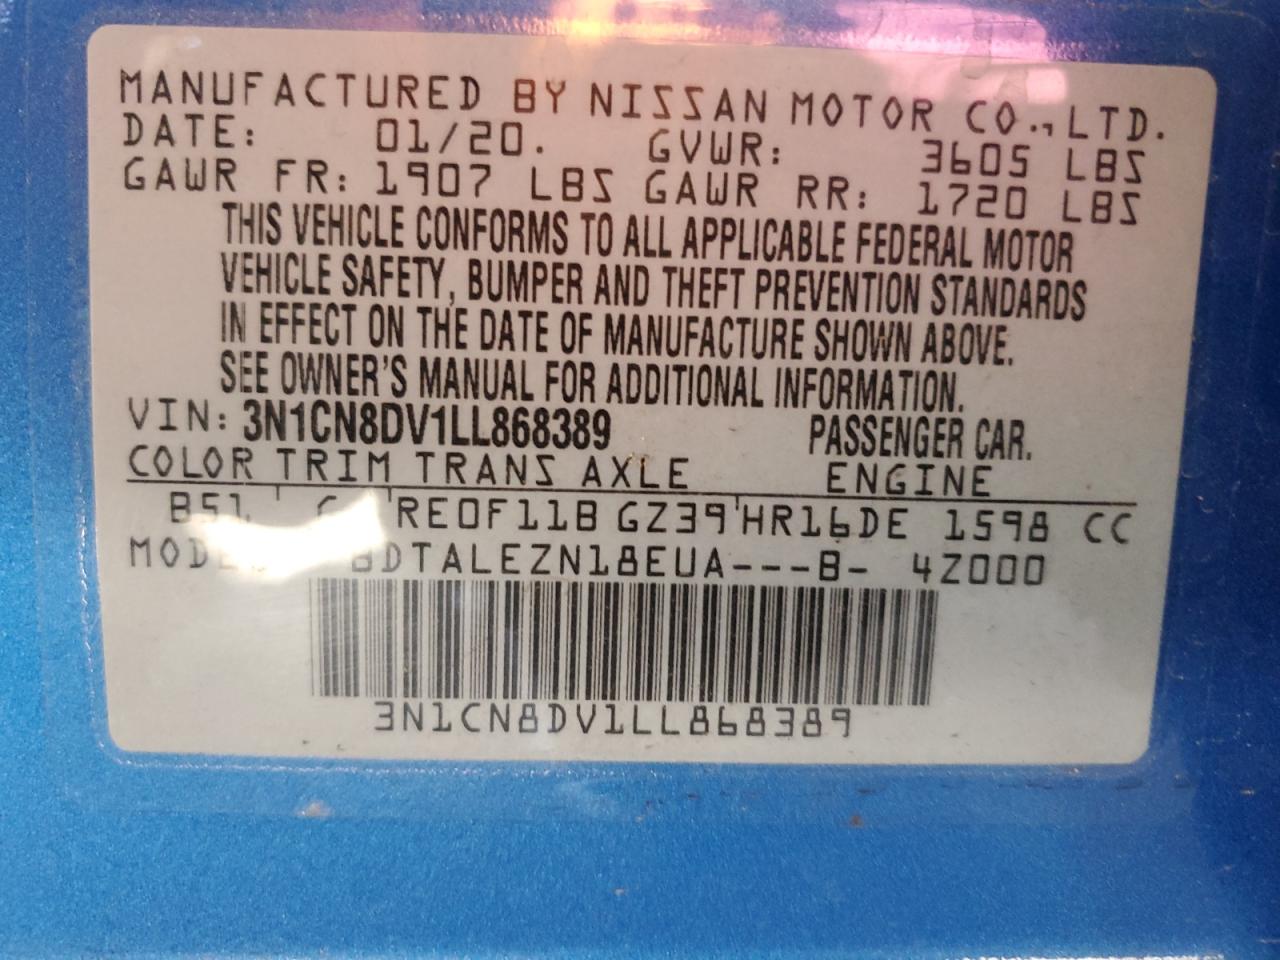 MANUFACTURED BY NISSAN MOTOR CO., LTD.
DATE: 01/20. GVWR: 3605 LBS
GAWR FR: 1907 LBS GAWR RR: 1720 LBS
THIS VEHICLE CONFORMS TO ALL APPLICABLE FEDERAL MOTOR
VEHICLE SAFETY, BUMPER AND THEFT PREVENTION STANDARDS
IN EFFECT ON THE DATE OF MANUFACTURE SHOWN ABOVE.
SEE OWNER'S MANUAL FOR ADDITIONAL INFORMATION.
VIN: 3N1CN8DV1LL868389 PASSENGER CAR.
COLOR TRIM TRANS AXLE ENGINE
B51 RE0F11B GZ39 HR16DE 1598 CC
4Z000
3N1CN8DV1LL868389